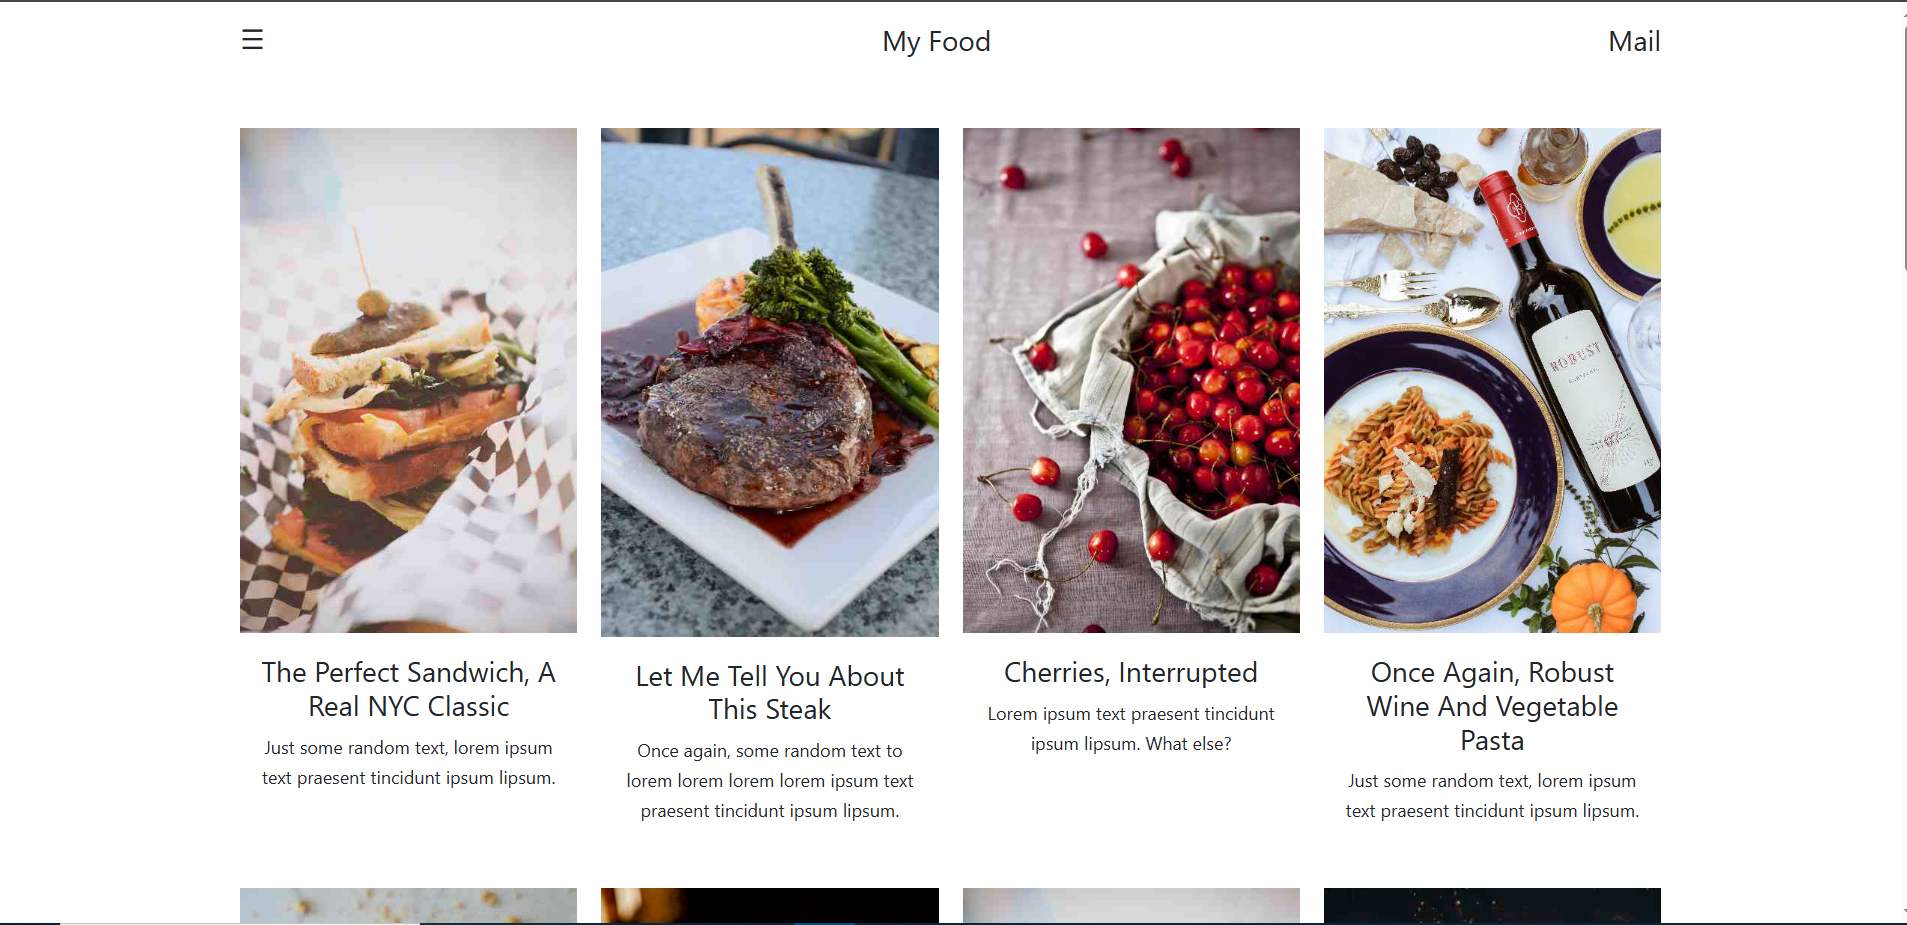 My Food
Mail
The Perfect Sandwich, A
Real NYC Classic
Just some random text, lorem ipsum
text praesent tincidunt ipsum lipsum.
Let Me Tell You About
This Steak
Once again, some random text to
lorem lorem lorem lorem ipsum text
praesent tincidunt ipsum lipsum.
Cherries, Interrupted
Lorem ipsum text praesent tincidunt
ipsum lipsum. What else?
ROBUST
Once Again, Robust
Wine And Vegetable
Pasta
Just some random text, lorem ipsum
text praesent tincidunt ipsum lipsum.